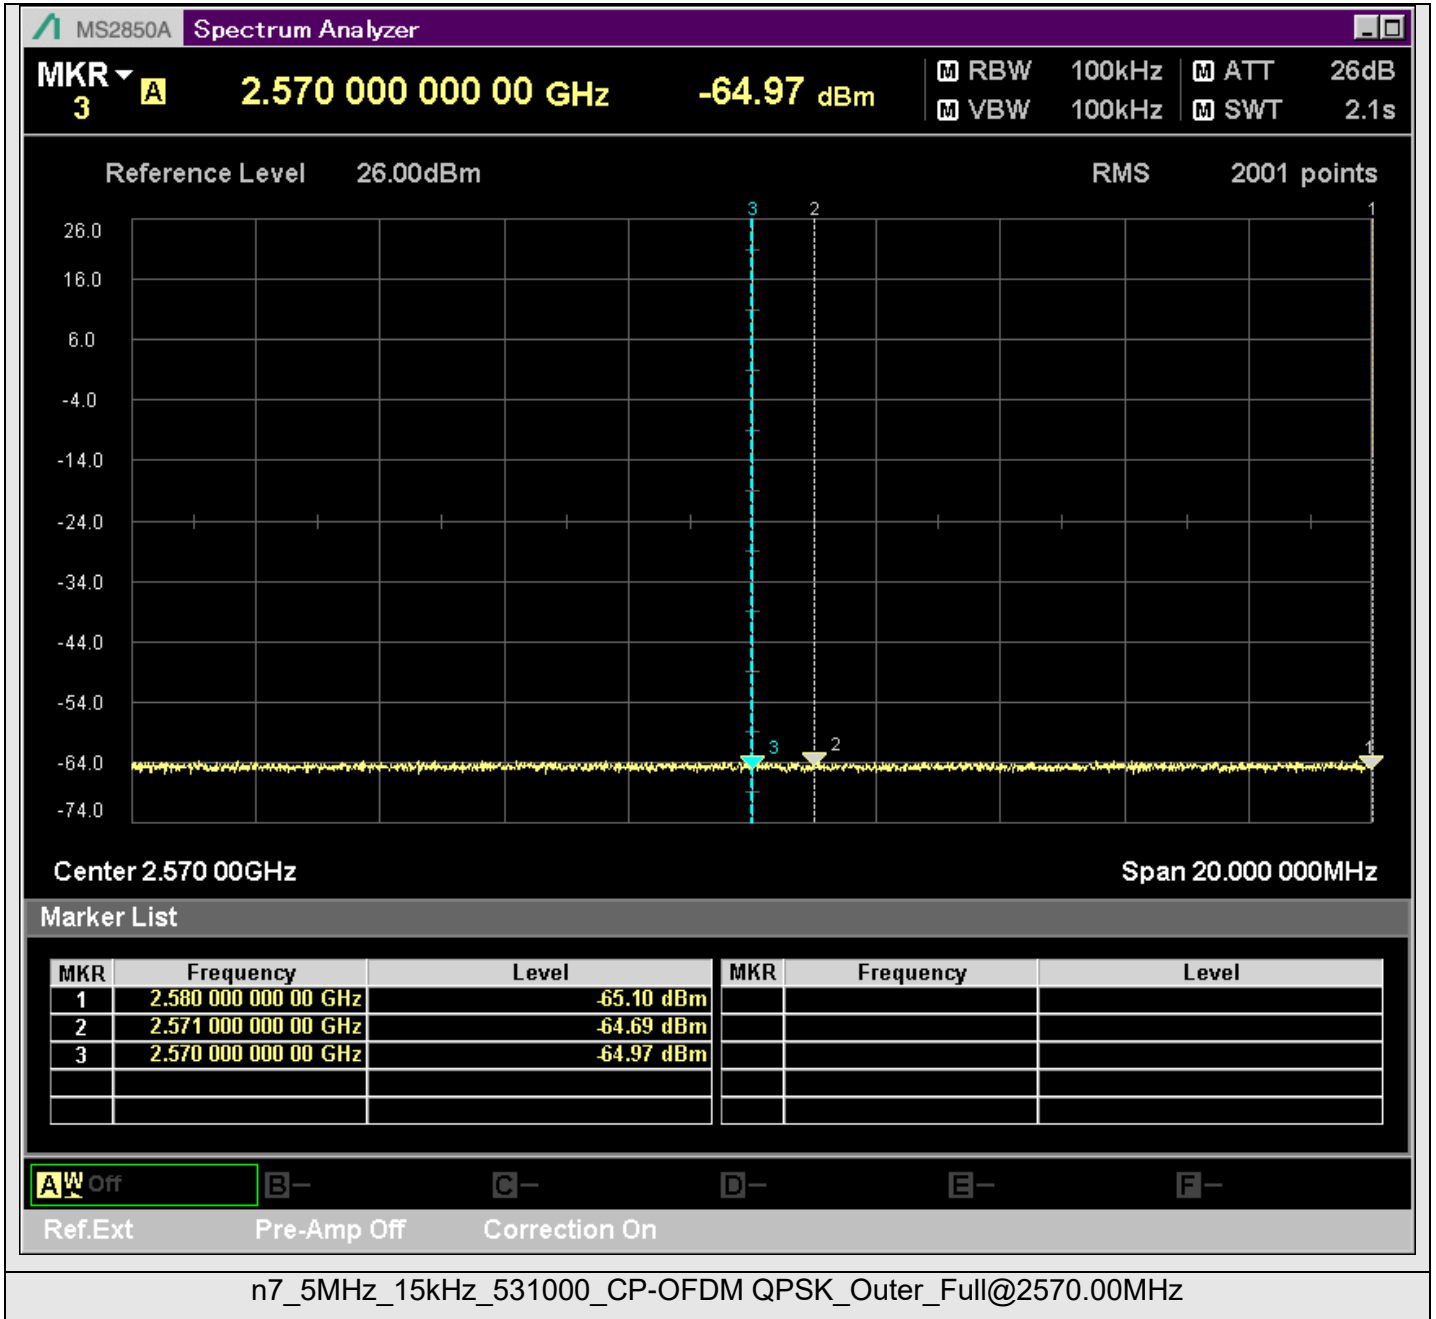 MS2850A Spectrum Analyzer
MKR A 2.570 000 000 00 GHz -64.97 dBm M RBW 100kHz M ATT 26dB
3 M VBW 100kHz M SWT 2.1s
Reference Level 26.00dBm RMS 2001 points
3 2 1
26.0
16.0
6.0
-4.0
-14.0
-24.0
-34.0
-44.0
-54.0
3 2 1
-64.0
-74.0
Center 2.570 00GHz Span 20.000 000MHz
Marker List
MKR Frequency Level MKR Frequency Level
1 2.580 000 000 00 GHz -65.10 dBm
2 2.571 000 000 00 GHz -64.69 dBm
3 2.570 000 000 00 GHz -64.97 dBm
A W Off B C D E F
Ref.Ext Pre-Amp Off Correction On
n7_5MHz_15kHz_531000_CP-OFDM QPSK_Outer_Full@2570.00MHz